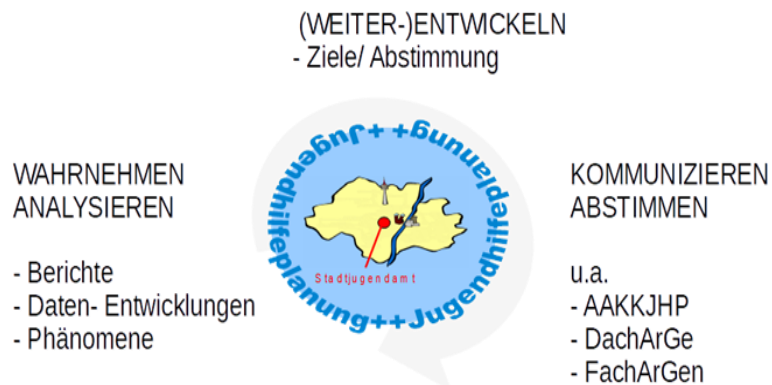 (WEITER-)ENTWICKELN
- Ziele/ Abstimmung
WAHRNEHMEN
ANALYSIEREN
- Berichte
- Daten- Entwicklungen
- Phänomene
++Jugendhilfeplanung++Jugendhilfeplanung
Stadtjugendamt
KOMMUNIZIEREN
ABSTIMMEN
u.a.
- AAKKJHP
- DachArGe
- FachArGen